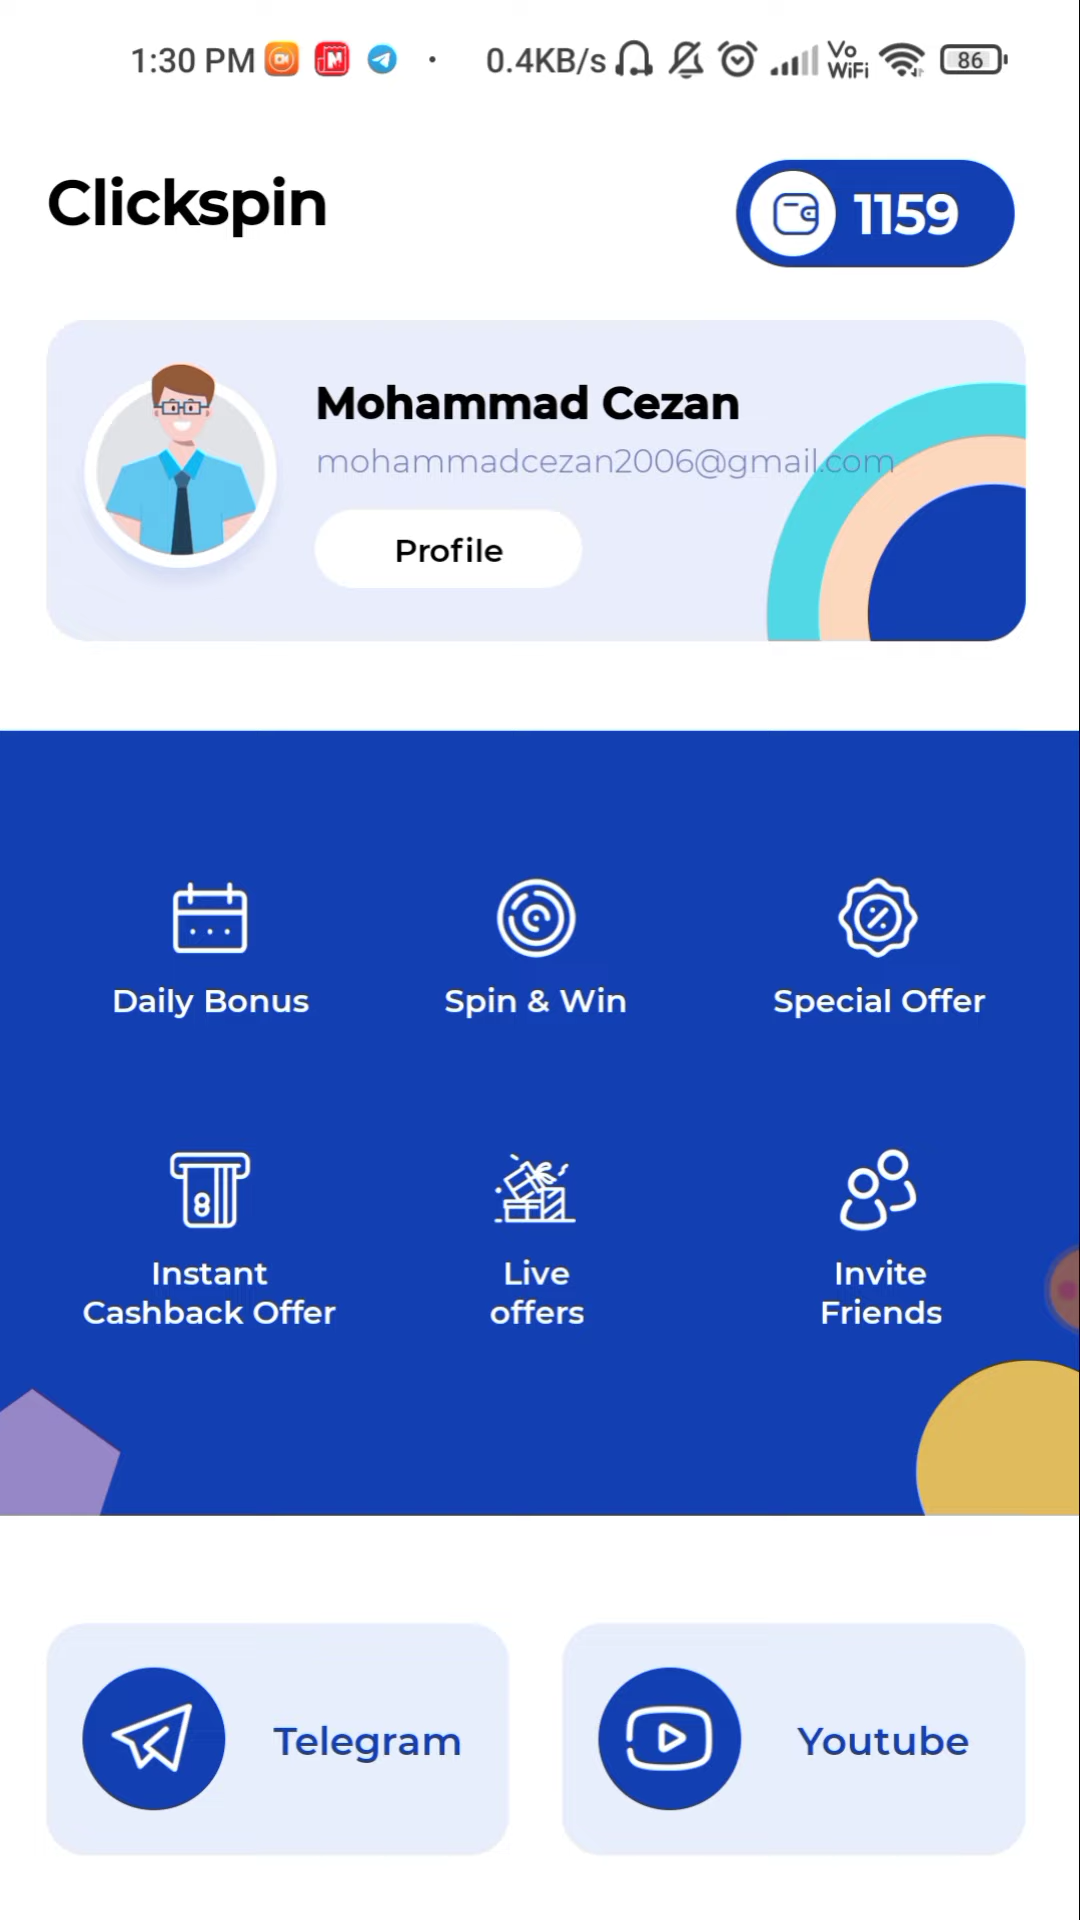 1:30 PM 0.4KB/s Vo WiFi 86
Clickspin
1159
Mohammad Cezan
mohammadcezan2006@gmail.com
Profile
Daily Bonus
Spin & Win
Special Offer
Instant
Cashback Offer
Live
offers
Invite
Friends
Telegram
Youtube